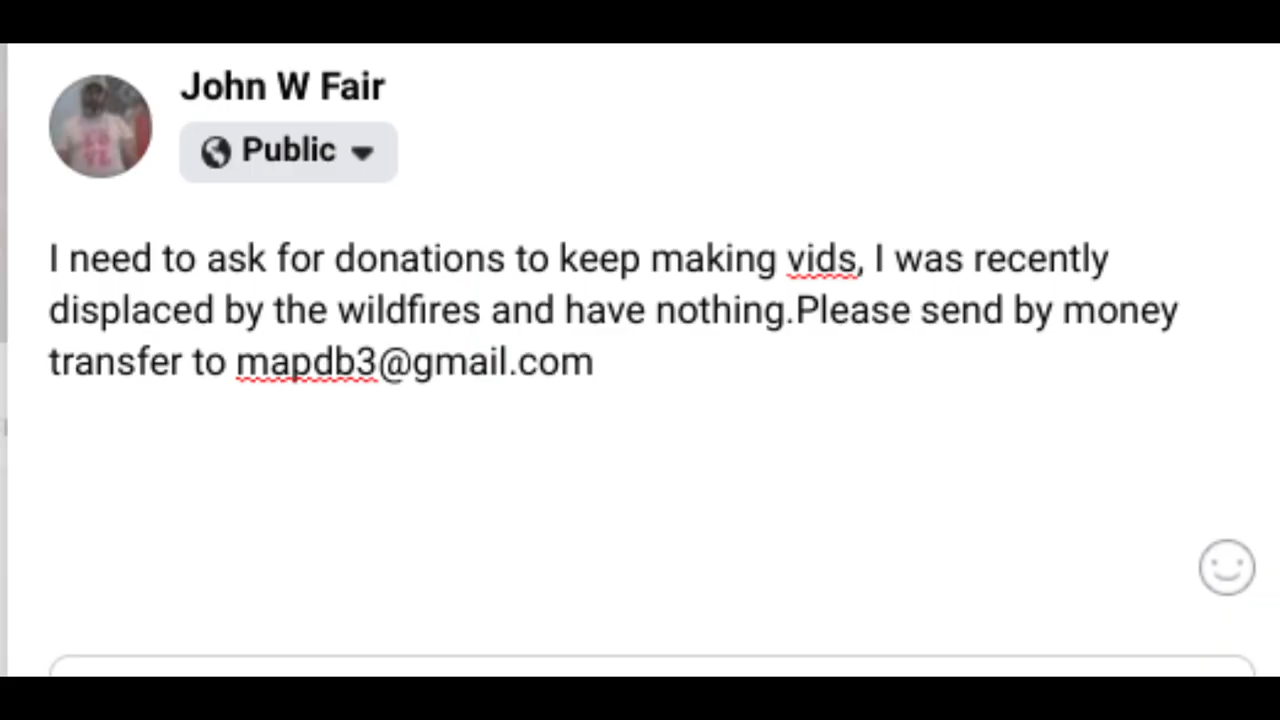 John W Fair
Public
I need to ask for donations to keep making vids, I was recently
displaced by the wildfires and have nothing.Please send by money
transfer to mapdb3@gmail.com